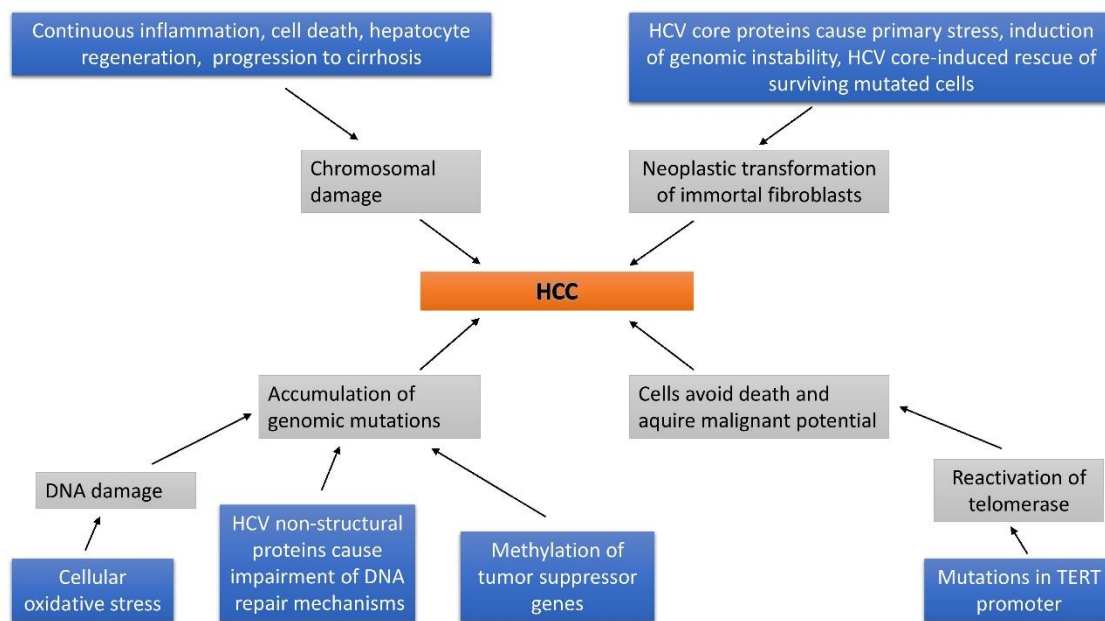 Continuous inflammation, cell death, hepatocyte
regeneration, progression to cirrhosis
HCV core proteins cause primary stress, induction
of genomic instability, HCV core-induced rescue of
surviving mutated cells
Chromosomal
damage
Neoplastic transformation
of immortal fibroblasts
HCC
Accumulation of
genomic mutations
Cells avoid death and
aquire malignant potential
DNA damage
Reactivation of
telomerase
HCV non-structural
proteins cause
impairment of DNA
repair mechanisms
Methylation of
tumor suppressor
genes
Cellular
oxidative stress
Mutations in TERT
promoter